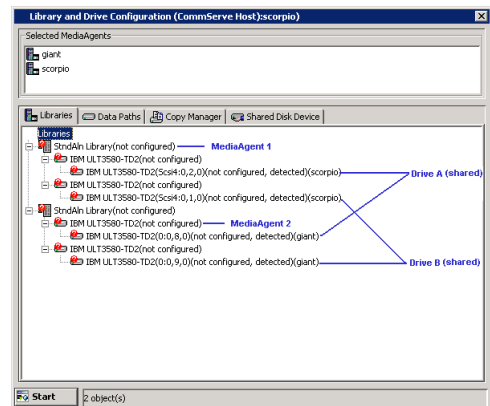 Library and Drive Configuration (CommServe Host):scorpio)
Selected MediaAgents
giant
scorpio
Libraries Data Paths Copy Manager Shared Disk Device
Libraries
StndAln Library(not configured) MediaAgent 1
IBM ULT3580-TD2(not configured)
IBM ULT3580-TD2(Scsi4:0,2,0)(not configured, detected)(scorpio) Drive A (shared)
IBM ULT3580-TD2(not configured)
IBM ULT3580-TD2(Scsi4:0,1,0)(not configured, detected)(scorpio)
StndAln Library(not configured)
IBM ULT3580-TD2(not configured) MediaAgent 2
IBM ULT3580-TD2(0:0,8,0)(not configured, detected)(giant)
IBM ULT3580-TD2(not configured)
IBM ULT3580-TD2(0:0,9,0)(not configured, detected)(giant) Drive B (shared)
Start 2 object(s)